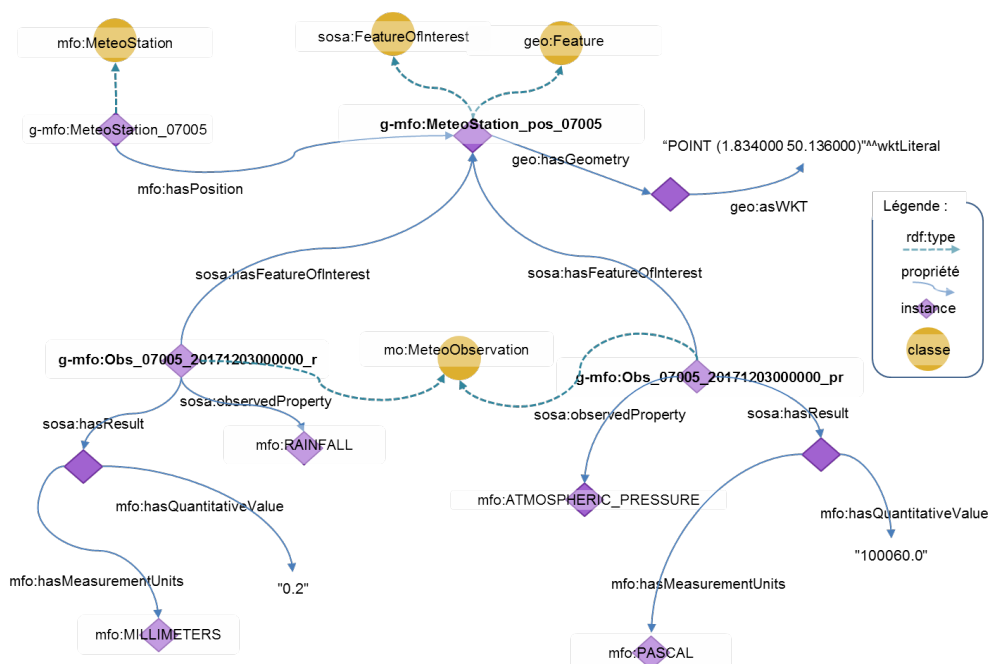 mfo:MeteoStation
sosa:FeatureOfInterest
geo:Feature
g-mfo:MeteoStation_07005
g-mfo:MeteoStation_pos_07005
mfo:hasPosition
geo:hasGeometry
“POINT (1.834000 50.136000)"^^wktLiteral
geo:asWKT
Légende :
rdf:type
propriété
instance
classe
sosa:hasFeatureOfInterest
sosa:hasFeatureOfInterest
g-mfo:Obs_07005_20171203000000_r
mo:MeteoObservation
g-mfo:Obs_07005_20171203000000_pr
sosa:observedProperty
sosa:hasResult
mfo:RAINFALL
sosa:observedProperty
sosa:hasResult
mfo:hasQuantitativeValue
mfo:ATMOSPHERIC_PRESSURE
mfo:hasQuantitativeValue
mfo:hasMeasurementUnits
"0.2"
"100060.0"
mfo:hasMeasurementUnits
mfo:MILLIMETERS
mfo:PASCAL